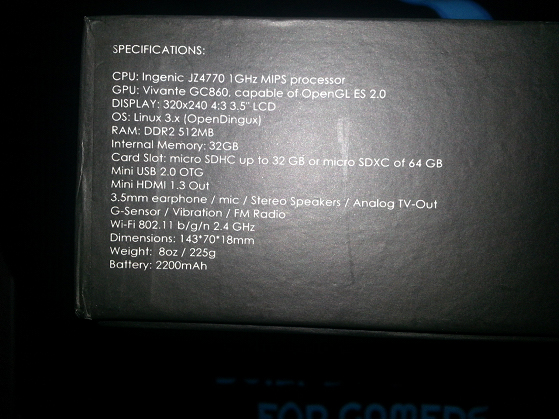 SPECIFICATIONS:
CPU: Ingenic JZ4770 1GHz MIPS processor
GPU: Vivante GC860, capable of OpenGL ES 2.0
DISPLAY: 320x240 4:3 3.5" LCD
OS: Linux 3.x (OpenDingux)
RAM: DDR2 512MB
Internal Memory: 32GB
Card Slot: micro SDHC up to 32 GB or micro SDXC of 64 GB
Mini USB 2.0 OTG
Mini HDMI 1.3 Out
3.5mm earphone / mic / Stereo Speakers / Analog TV-Out
G-Sensor / Vibration / FM Radio
Wi-Fi 802.11 b/g/n 2.4 GHz
Dimensions: 143*70*18mm
Weight: 8oz / 225g
Battery: 2200mAh
FOR GAMERS